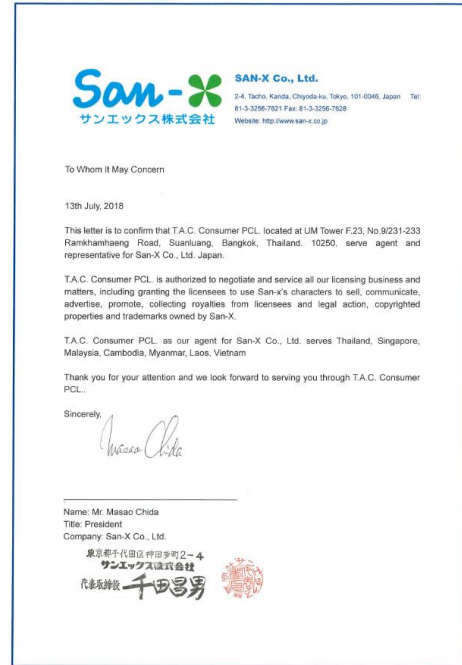 San-X
サンエックス株式会社
SAN-X Co., Ltd.
2-4, Tacho, Kanda, Chiyoda-ku, Tokyo, 101-0046, Japan Tel:
81-3-3256-7621 Fax: 81-3-3256-7628
Website: http://www.san-x.co.jp
To Whom It May Concern
13th July, 2018
This letter is to confirm that T.A.C. Consumer PCL. located at UM Tower F.23, No.9/231-233
Ramkhamhaeng Road, Suanluang, Bangkok, Thailand. 10250, serve agent and
representative for San-X Co., Ltd. Japan.
T.A.C. Consumer PCL. is authorized to negotiate and service all our licensing business and
matters, including granting the licensees to use San-x's characters to sell, communicate,
advertise, promote, collecting royalties from licensees and legal action, copyrighted
properties and trademarks owned by San-X.
T.A.C. Consumer PCL. as our agent for San-X Co., Ltd. serves Thailand, Singapore,
Malaysia, Cambodia, Myanmar, Laos, Vietnam
Thank you for your attention and we look forward to serving you through T.A.C. Consumer
PCL..
Sincerely,
Masao Chida
Name: Mr. Masao Chida
Title: President
Company: San-X Co., Ltd.
東京都千代田区神田多町2-4
サンエックス株式会社
代表取締役 千田昌男